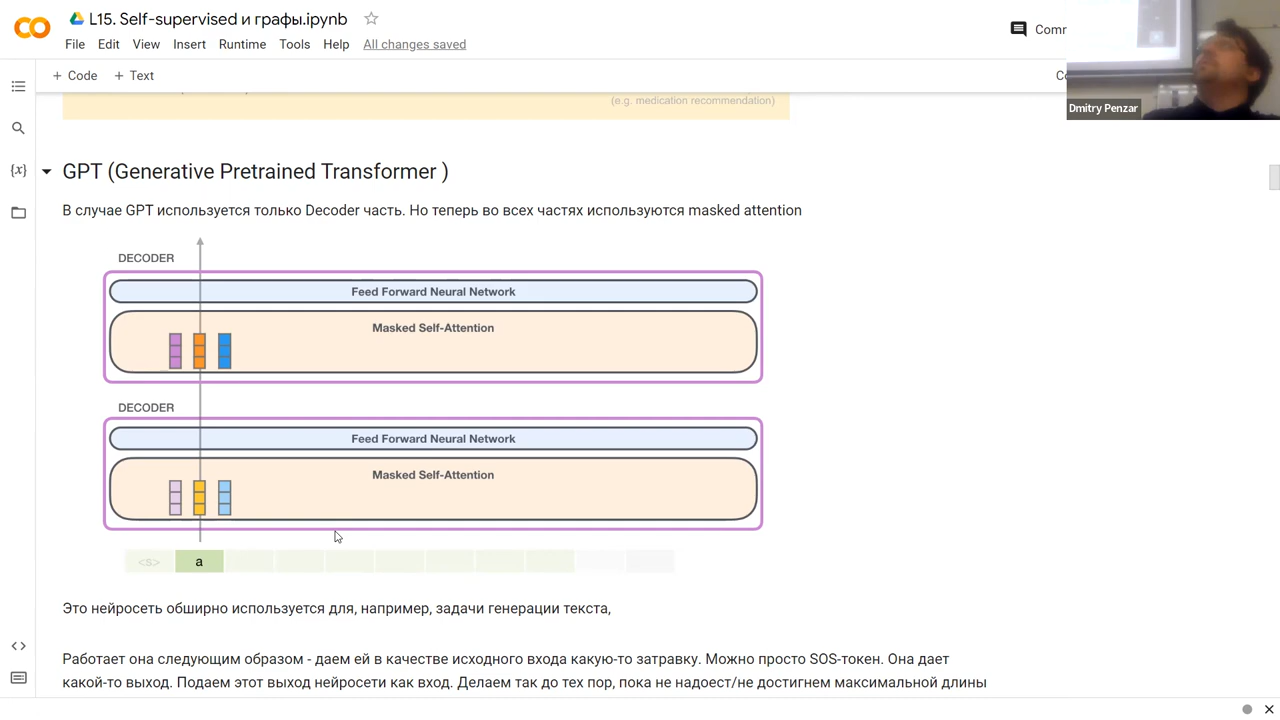 L15. Self-supervised и графы.ipynb
File Edit View Insert Runtime Tools Help All changes saved
Comr
+ Code + Text
Co
Dmitry Penzar
(e.g. medication recommendation)
{x}
GPT (Generative Pretrained Transformer )
В случае GPT используется только Decoder часть. Но теперь во всех частях используются masked attention
DECODER
Feed Forward Neural Network
Masked Self-Attention
DECODER
Feed Forward Neural Network
Masked Self-Attention
<s> a
Это нейросеть обширно используется для, например, задачи генерации текста,
Работает она следующим образом - даем ей в качестве исходного входа какую-то затравку. Можно просто SOS-токен. Она дает
какой-то выход. Подаем этот выход нейросети как вход. Делаем так до тех пор, пока не надоест/не достигнем максимальной длины